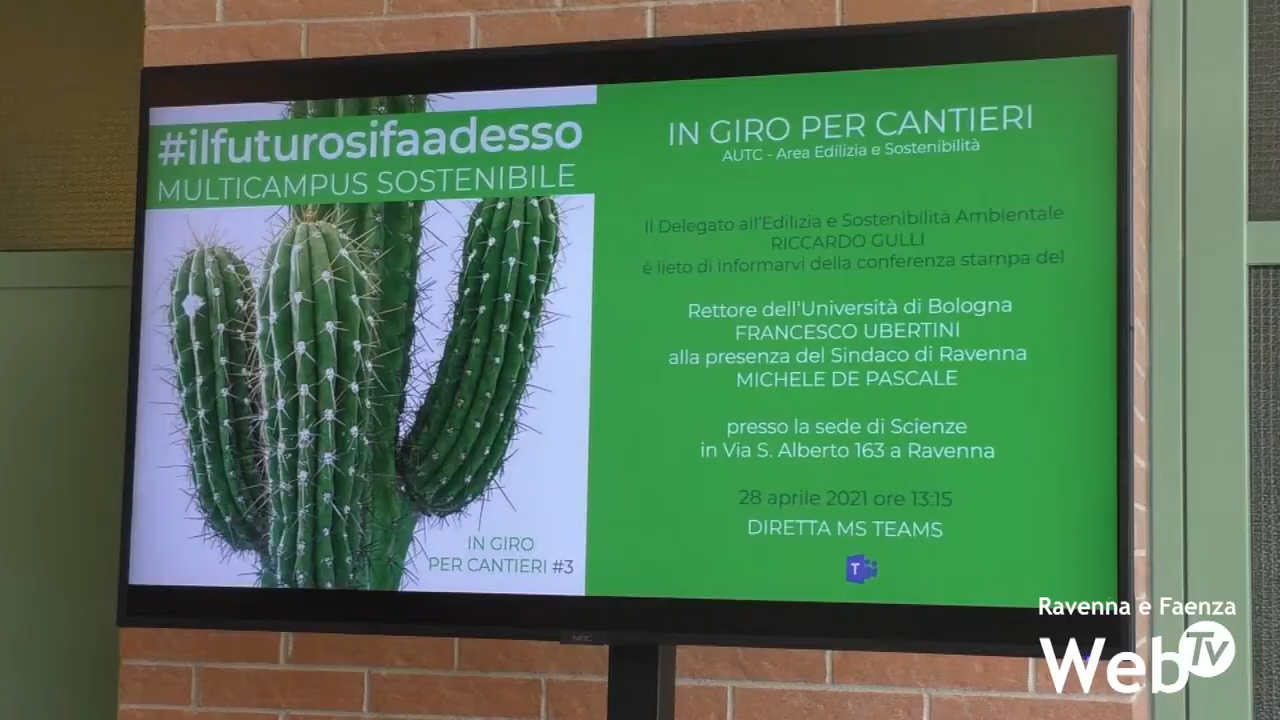 #ilfuturosifaadesso
MULTICAMPUS SOSTENIBILE
IN GIRO
PER CANTIERI #3
IN GIRO PER CANTIERI
AUTC - Area Edilizia e Sostenibilità
Il Delegato all'Edilizia e Sostenibilità Ambientale
RICCARDO GULLI
è lieto di informarvi della conferenza stampa del
Rettore dell'Università di Bologna
FRANCESCO UBERTINI
alla presenza del Sindaco di Ravenna
MICHELE DE PASCALE
presso la sede di Scienze
in Via S. Alberto 163 a Ravenna
28 aprile 2021 ore 13:15
DIRETTA MS TEAMS
T
NEC
Ravenna e Faenza
Web Tv